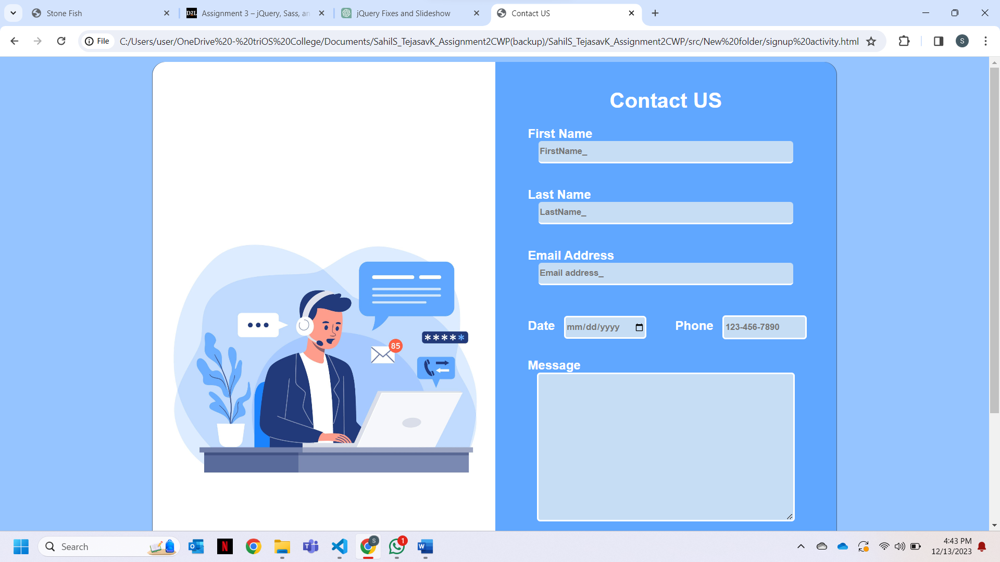 Stone Fish
D2L Assignment 3 – jQuery, Sass, an
jQuery Fixes and Slideshow
Contact US
File C:/Users/user/OneDrive%20-%20triOS%20College/Documents/SahilS_TejasavK_Assignment2CWP(backup)/SahilS_TejasavK_Assignment2CWP/src/New%20folder/signup%20activity.html
S
Contact US
First Name
FirstName_
Last Name
LastName_
Email Address
Email address_
Date mm/dd/yyyy Phone 123-456-7890
Message
*****
85
Search
S
1
4:43 PM
12/13/2023